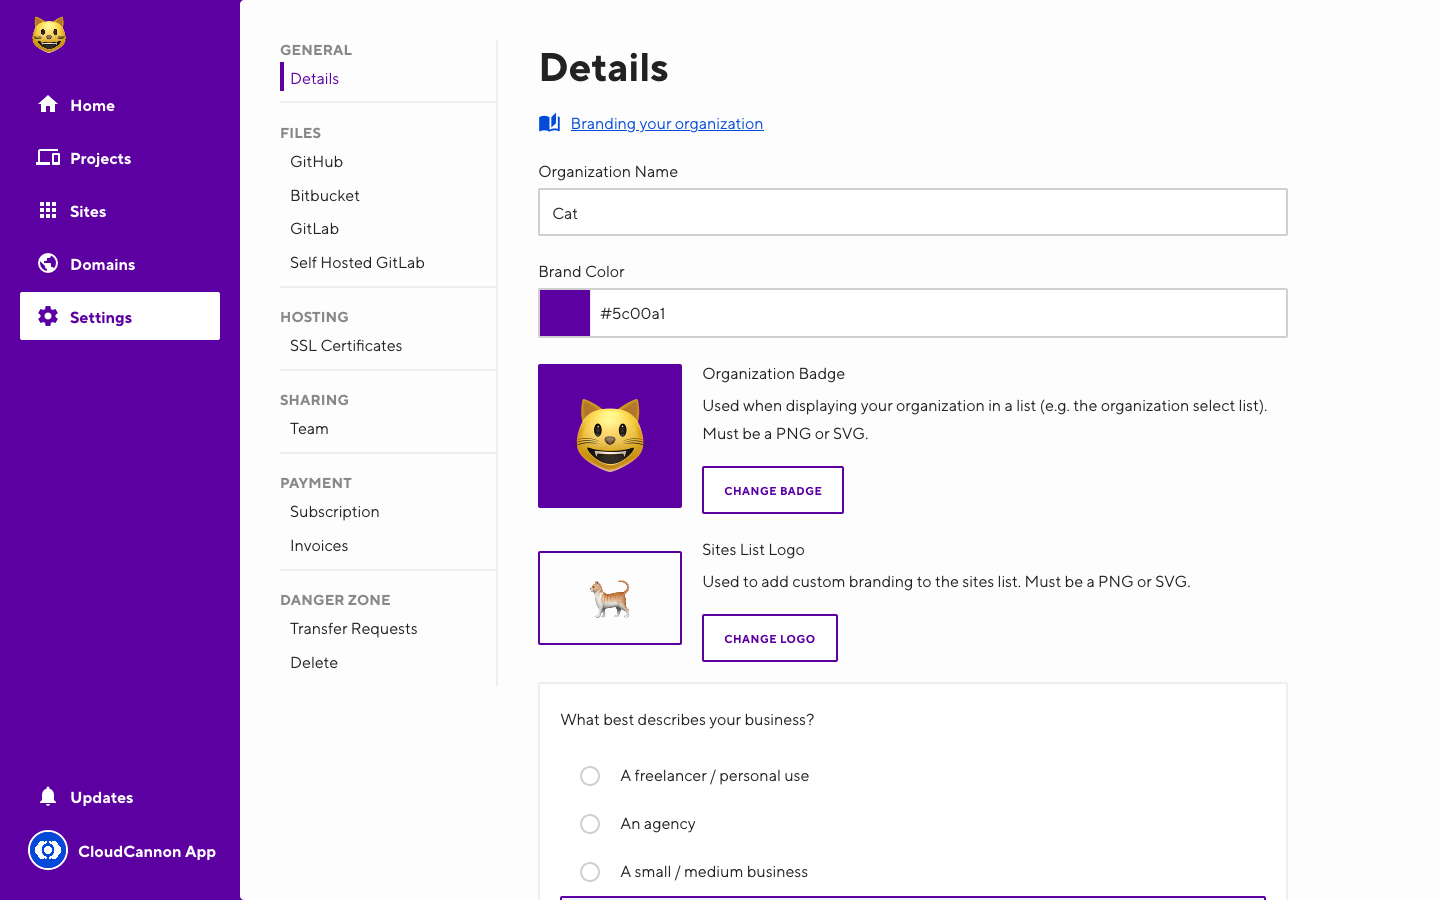 Home
Projects
Sites
Domains
Settings
Updates
CloudCannon App
GENERAL
Details
FILES
GitHub
Bitbucket
GitLab
Self Hosted GitLab
HOSTING
SSL Certificates
SHARING
Team
PAYMENT
Subscription
Invoices
DANGER ZONE
Transfer Requests
Delete
Details
Branding your organization
Organization Name
Cat
Brand Color
#5c00a1
Organization Badge
Used when displaying your organization in a list (e.g. the organization select list).
Must be a PNG or SVG.
CHANGE BADGE
Sites List Logo
Used to add custom branding to the sites list. Must be a PNG or SVG.
CHANGE LOGO
What best describes your business?
A freelancer / personal use
An agency
A small / medium business